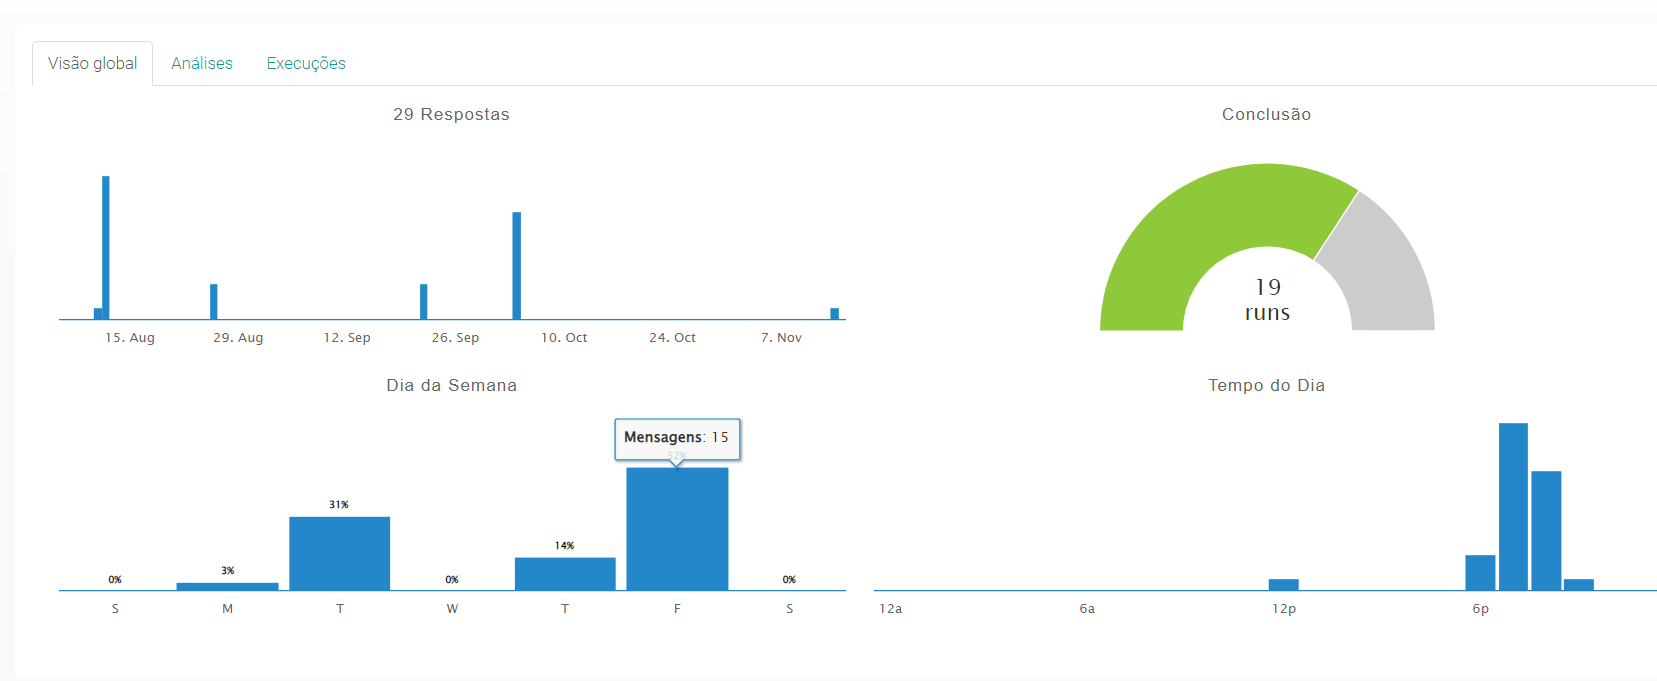 Visão global Análises Execuções
29 Respostas
15. Aug 29. Aug 12. Sep 26. Sep 10. Oct 24. Oct 7. Nov
Conclusão
19
runs
Dia da Semana
Mensagens: 15
52%
31%
14%
3%
0% 0% 0%
S M T W T F S
Tempo do Dia
12a 6a 12p 6p